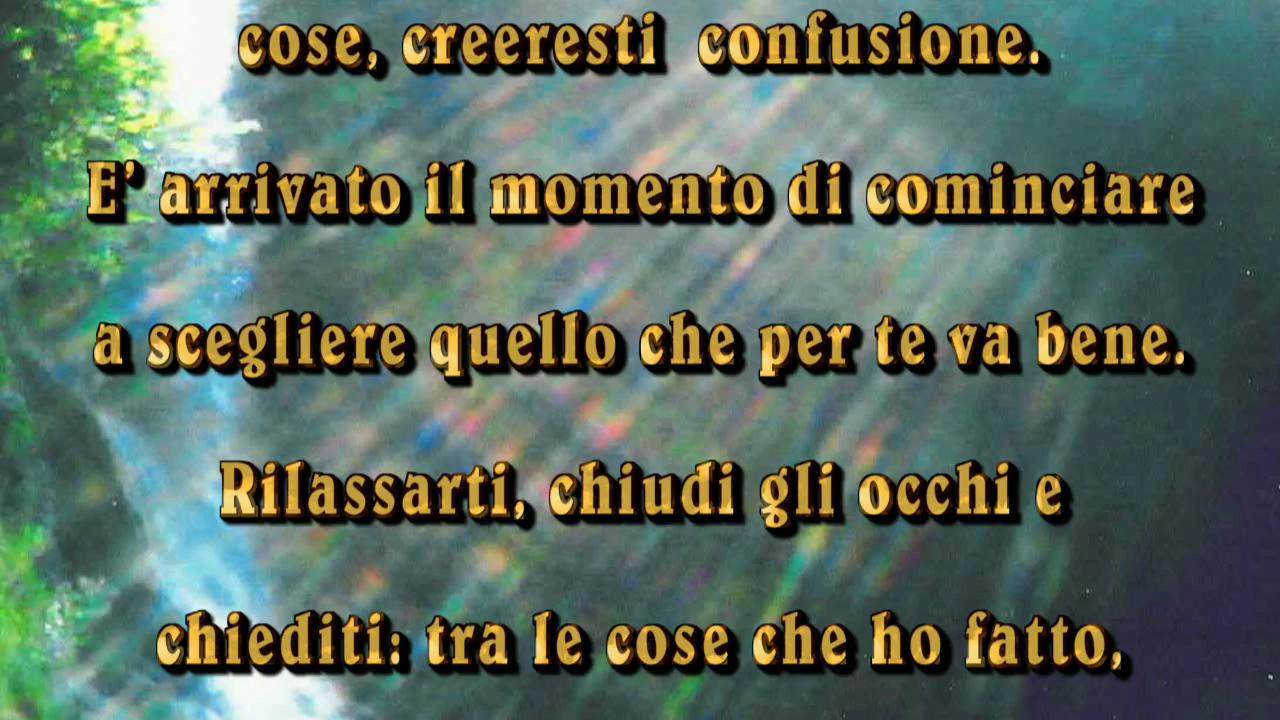 cose, creeresti confusione.
E' arrivato il momento di cominciare
a scegliere quello che per te va bene.
Rilassarti, chiudi gli occhi e
chiediti: tra le cose che ho fatto,